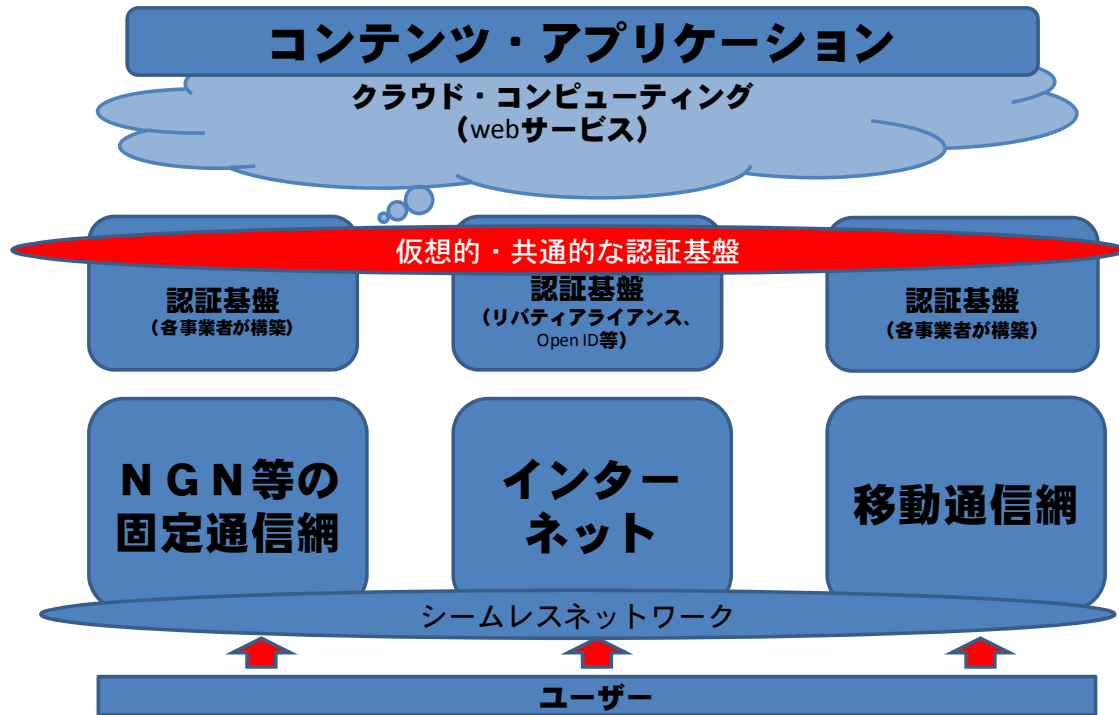 コンテンツ・アプリケーション
クラウド・コンピューティング
（webサービス）
仮想的・共通的な認証基盤
認証基盤
（各事業者が構築）
認証基盤
（リバティアライアンス、
Open ID等）
認証基盤
（各事業者が構築）
ＮＧＮ等の
固定通信網
インター
ネット
移動通信網
シームレスネットワーク
ユーザー